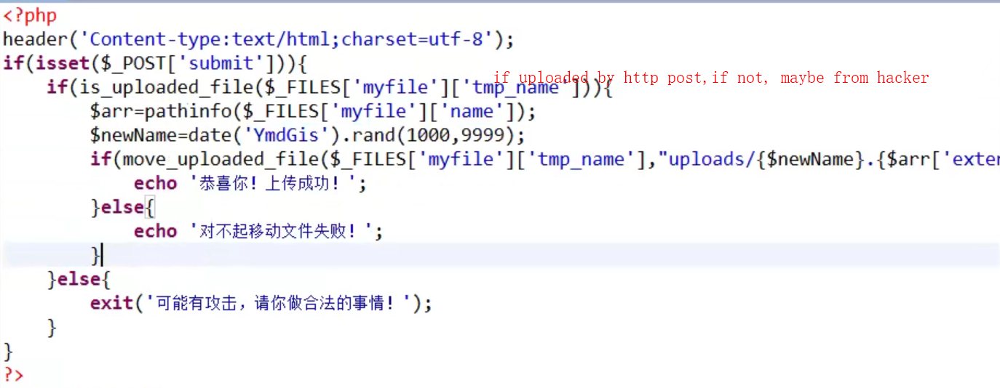 <?php
header('Content-type:text/html;charset=utf-8');
if(isset($_POST['submit'])){
if uploaded by http post,if not, maybe from hacker
if(is_uploaded_file($_FILES['myfile']['tmp_name'])){
$arr=pathinfo($_FILES['myfile']['name']);
$newName=date('YmdGis').rand(1000,9999);
if(move_uploaded_file($_FILES['myfile']['tmp_name'],"uploads/{$newName}.{$arr['exter
echo '恭喜你！上传成功！';
}else{
echo '对不起移动文件失败！';
}
}else{
exit('可能有攻击，请你做合法的事情！');
}
}
?>